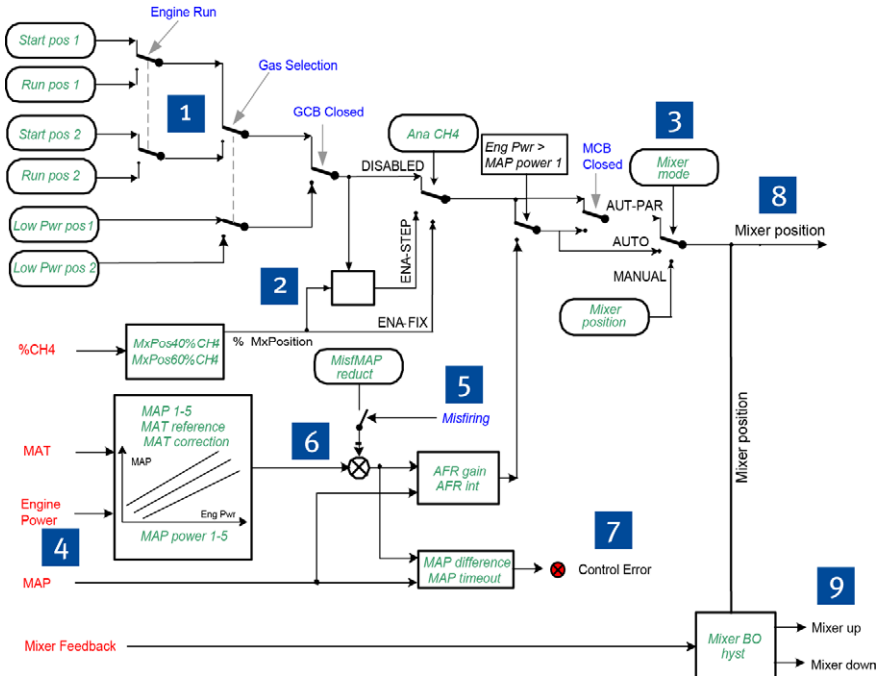 Engine Run
Start pos 1
Run pos 1
1
Gas Selection
Start pos 2
Run pos 2
GCB Closed
Low Pwr pos1
Low Pwr pos 2
DISABLED
Ana CH4
Eng Pwr >
MAP power 1
MCB
Closed
3
Mixer
mode
AUT-PAR
AUTO
MANUAL
8
Mixer position
Mixer
position
2
ENA-STEP
ENA-FIX
%CH4
MxPos40%CH4
MxPos60%CH4
% MxPosition
MisfMAP
reduct
5
Misfiring
MAT
Engine
Power
4
MAP 1-5
MAT reference
MAT correction
MAP
Eng Pwr
MAP power 1-5
6
AFR gain
AFR int
7
MAP
MAP difference
MAP timeout
Control Error
Mixer position
9
Mixer Feedback
Mixer BO
hyst
Mixer up
Mixer down